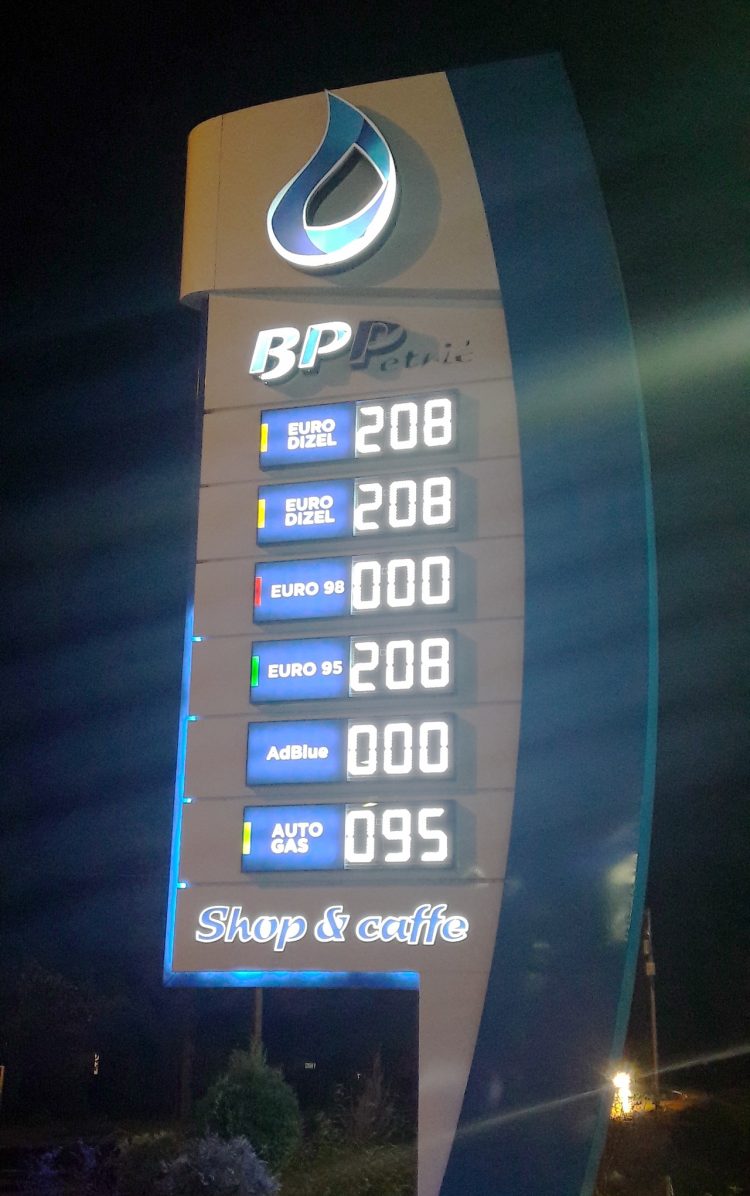 BPPetrić
EURO
DIZEL
208
EURO
DIZEL
208
EURO 98
000
EURO 95
208
AdBlue
000
AUTO
GAS
095
Shop & caffe